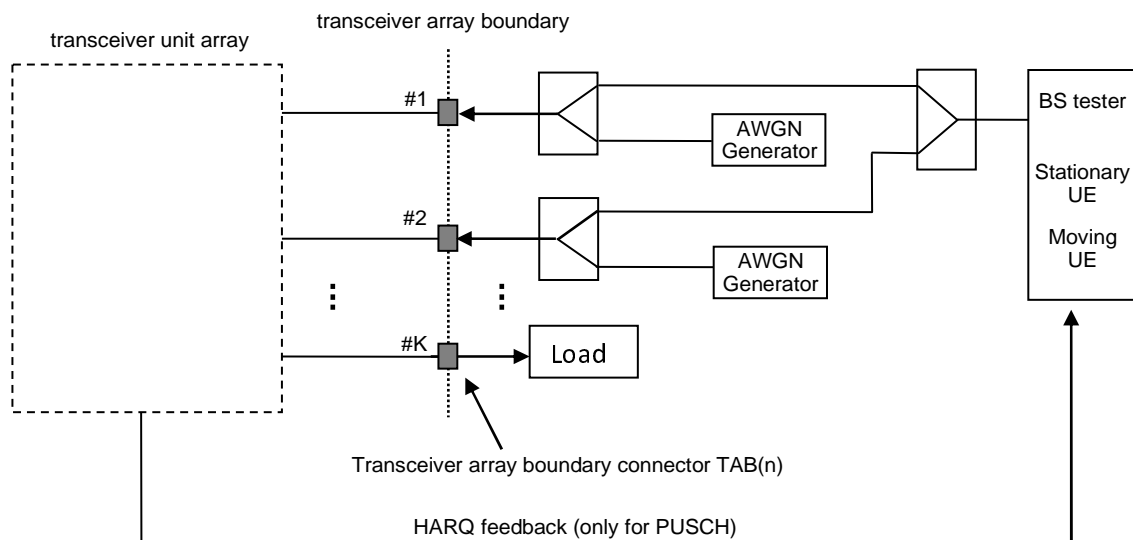 transceiver array boundary
transceiver unit array
#1
BS tester
AWGN
Generator
Stationary
UE
#2
Moving
UE
AWGN
Generator
#K
Load
Transceiver array boundary connector TAB(n)
HARQ feedback (only for PUSCH)